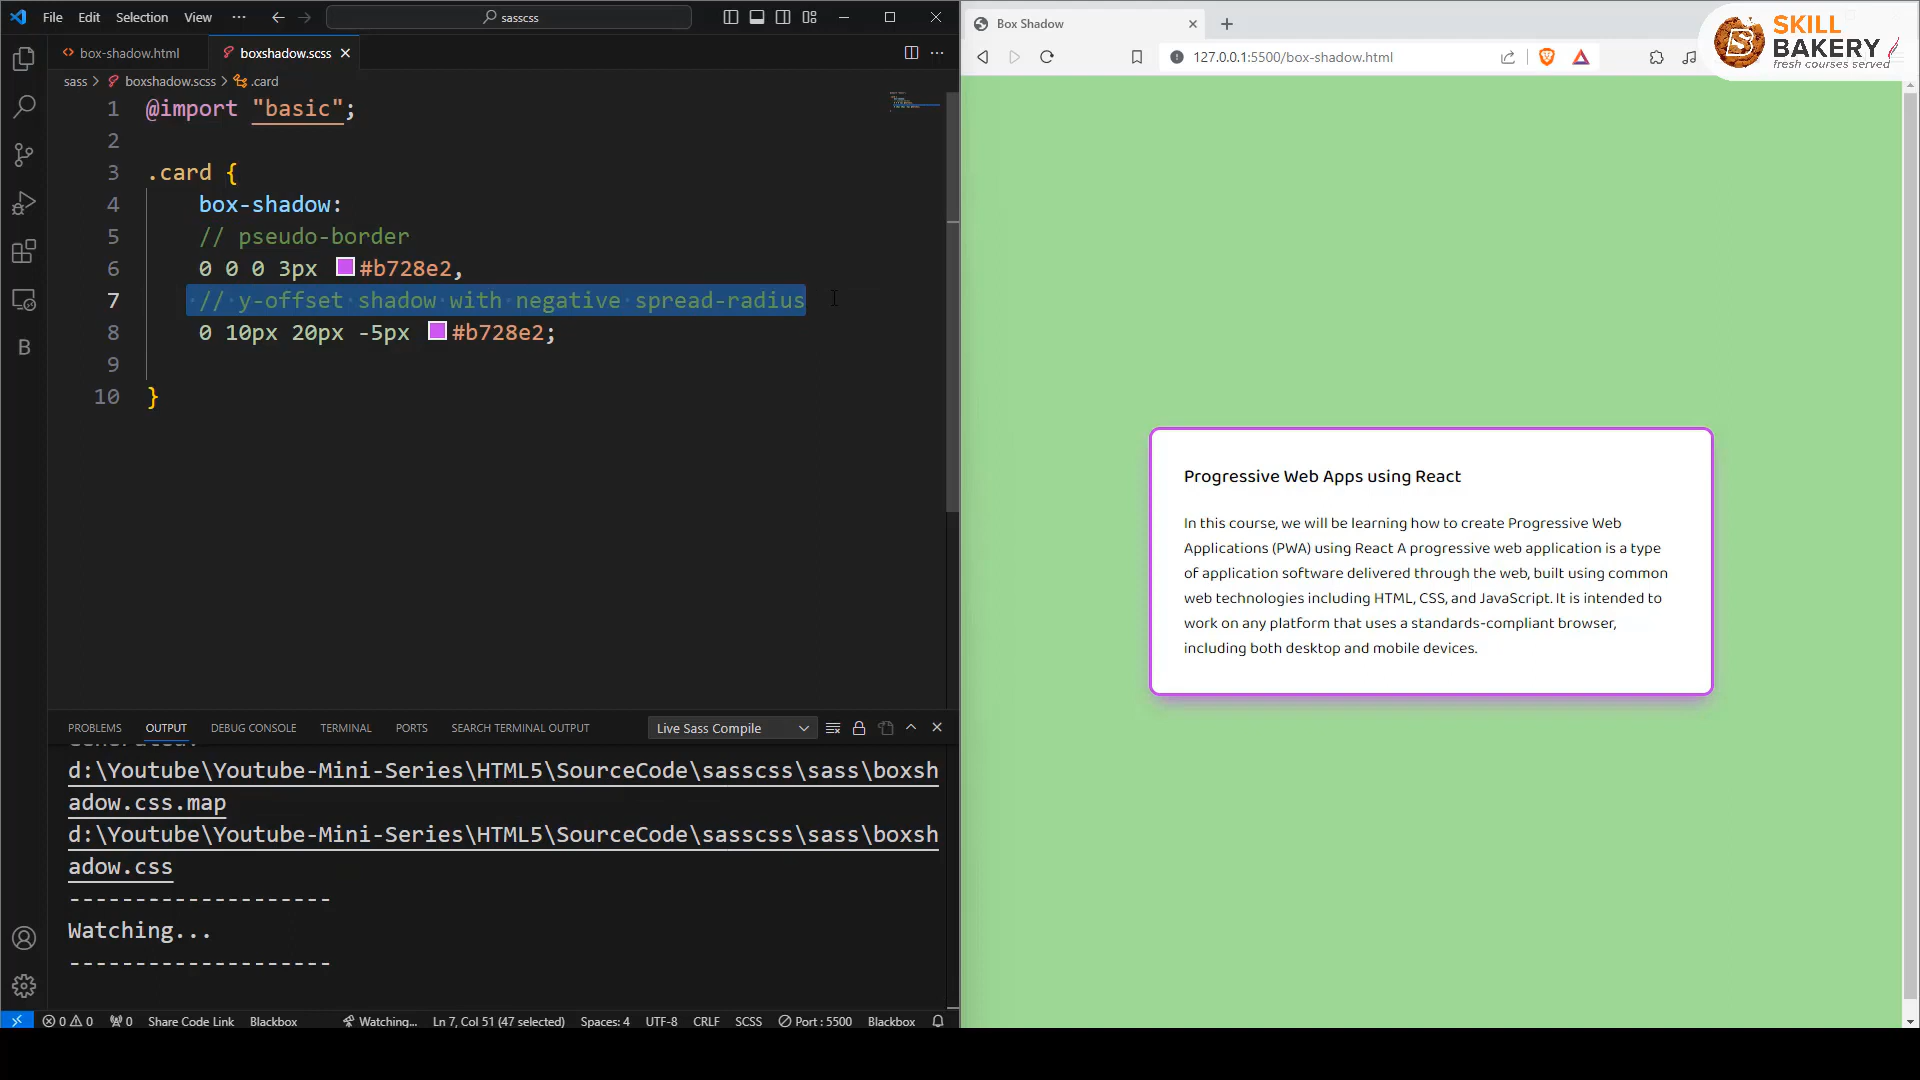 File Edit Selection View ··· sasscss
box-shadow.html boxshadow.scss
sass > boxshadow.scss > .card
1 @import "basic";
2
3 .card {
4 box-shadow:
5 // pseudo-border
6 0 0 0 3px #b728e2,
7 // y-offset shadow with negative spread-radius
8 0 10px 20px -5px #b728e2;
9
10 }
PROBLEMS OUTPUT DEBUG CONSOLE TERMINAL PORTS SEARCH TERMINAL OUTPUT Live Sass Compile
d:\Youtube\Youtube-Mini-Series\HTML5\SourceCode\sasscss\sass\boxsh
adow.css.map
d:\Youtube\Youtube-Mini-Series\HTML5\SourceCode\sasscss\sass\boxsh
adow.css
--------------------
Watching...
--------------------
0 0 0 Share Code Link Blackbox Watching... Ln 7, Col 51 (47 selected) Spaces: 4 UTF-8 CRLF SCSS Port : 5500 Blackbox
Box Shadow
127.0.0.1:5500/box-shadow.html
SKILL
BAKERY
fresh courses served
Progressive Web Apps using React
In this course, we will be learning how to create Progressive Web
Applications (PWA) using React A progressive web application is a type
of application software delivered through the web, built using common
web technologies including HTML, CSS, and JavaScript. It is intended to
work on any platform that uses a standards-compliant browser,
including both desktop and mobile devices.